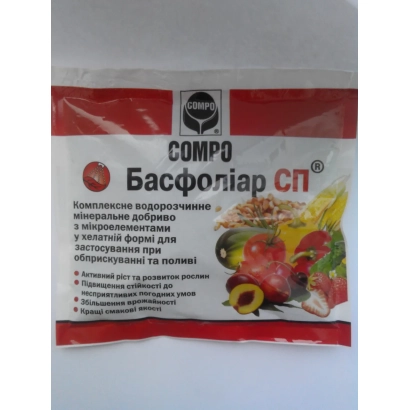 COMPO
®
COMPO
Басфоліар СП®
Комплексне водорозчинне
мінеральне добриво
з мікроелементами
у хелатній формі для
застосування при
обприскуванні та поливі
Активний ріст та розвиток рослин
Підвищення стійкості до
несприятливих погодних умов
Збільшення врожайності
Кращі смакові якості